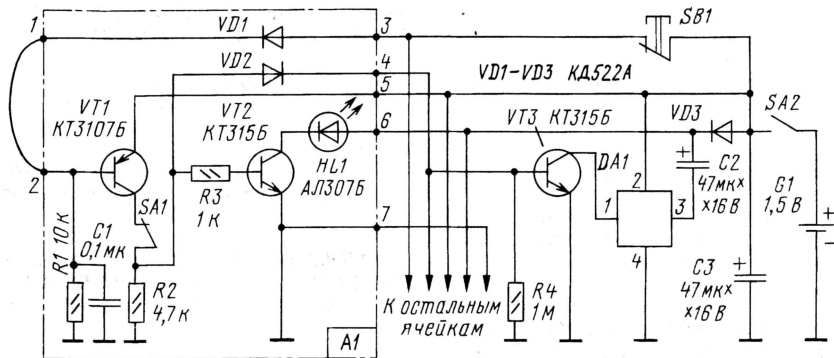 1
VD1
3
SB1
VD2
4
VD1-VD3 КД522А
5
VT1
КТ3107Б
VT2
КТ315Б
VT3 КТ315Б
VD3
SA2
6
HL1
АЛ307Б
DA1
2
C2
47мк×
×16В
G1
1,5В
R3
1к
SA1
1
2
3
4
7
R1 10к
C1
0,1мк
R2
4,7к
К остальным
ячейкам
R4
1М
C3
47мк×
×16В
А1